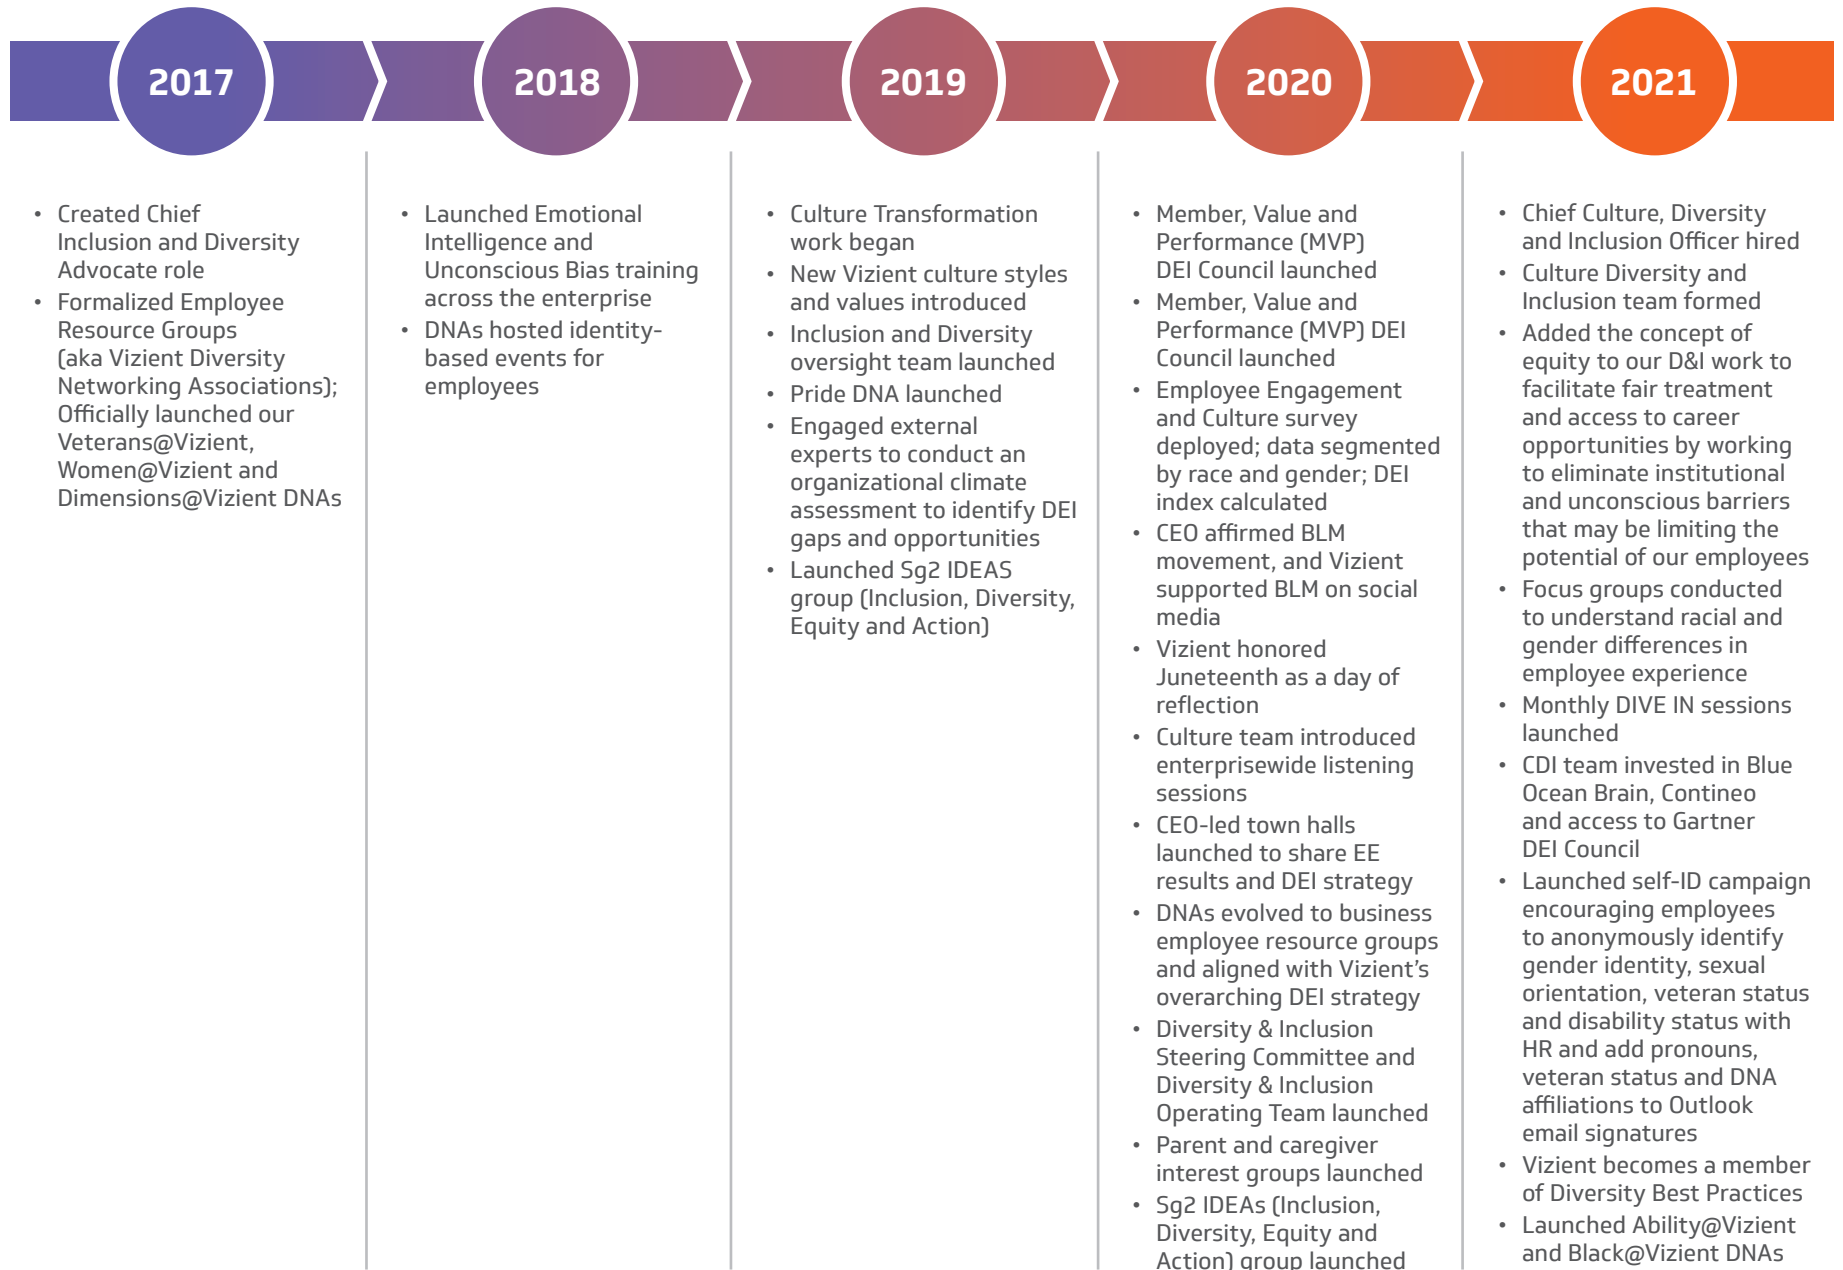 2017
2018
2019
2020
2021
• Created Chief
Inclusion and Diversity
Advocate role
• Formalized Employee
Resource Groups
(aka Vizient Diversity
Networking Associations);
Officially launched our
Veterans@Vizient,
Women@Vizient and
Dimensions@Vizient DNAs
• Launched Emotional
Intelligence and
Unconscious Bias training
across the enterprise
• DNAs hosted identity-
based events for
employees
• Culture Transformation
work began
• New Vizient culture styles
and values introduced
• Inclusion and Diversity
oversight team launched
• Pride DNA launched
• Engaged external
experts to conduct an
organizational climate
assessment to identify DEI
gaps and opportunities
• Launched Sg2 IDEAS
group (Inclusion, Diversity,
Equity and Action)
• Member, Value and
Performance (MVP)
DEI Council launched
• Member, Value and
Performance (MVP) DEI
Council launched
• Employee Engagement
and Culture survey
deployed; data segmented
by race and gender; DEI
index calculated
• CEO affirmed BLM
movement, and Vizient
supported BLM on social
media
• Vizient honored
Juneteenth as a day of
reflection
• Culture team introduced
enterprisewide listening
sessions
• CEO-led town halls
launched to share EE
results and DEI strategy
• DNAs evolved to business
employee resource groups
and aligned with Vizient’s
overarching DEI strategy
• Diversity & Inclusion
Steering Committee and
Diversity & Inclusion
Operating Team launched
• Parent and caregiver
interest groups launched
• Sg2 IDEAs (Inclusion,
Diversity, Equity and
Action) group launched
• Chief Culture, Diversity
and Inclusion Officer hired
• Culture Diversity and
Inclusion team formed
• Added the concept of
equity to our D&I work to
facilitate fair treatment
and access to career
opportunities by working
to eliminate institutional
and unconscious barriers
that may be limiting the
potential of our employees
• Focus groups conducted
to understand racial and
gender differences in
employee experience
• Monthly DIVE IN sessions
launched
• CDI team invested in Blue
Ocean Brain, Contineo
and access to Gartner
DEI Council
• Launched self-ID campaign
encouraging employees
to anonymously identify
gender identity, sexual
orientation, veteran status
and disability status with
HR and add pronouns,
veteran status and DNA
affiliations to Outlook
email signatures
• Vizient becomes a member
of Diversity Best Practices
• Launched Ability@Vizient
and Black@Vizient DNAs